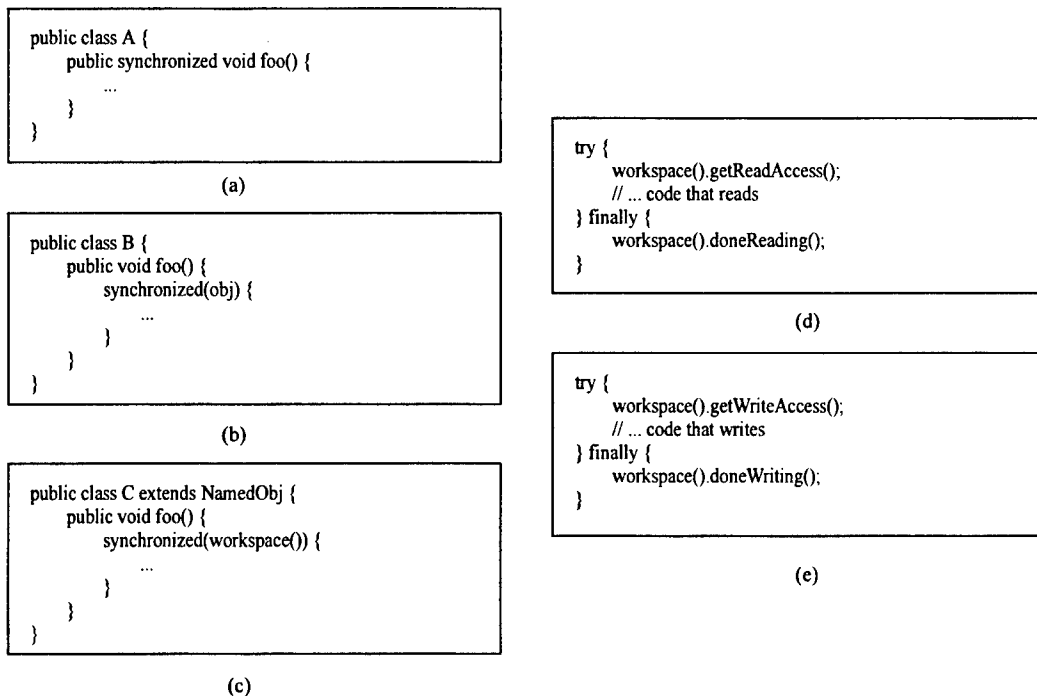 public class A {
public synchronized void foo() {
...
}
}
(a)
public class B {
public void foo() {
synchronized(obj) {
...
}
}
}
(b)
public class C extends NamedObj {
public void foo() {
synchronized(workspace()) {
...
}
}
}
(c)
try {
workspace().getReadAccess();
// ... code that reads
} finally {
workspace().doneReading();
}
(d)
try {
workspace().getWriteAccess();
// ... code that writes
} finally {
workspace().doneWriting();
}
(e)